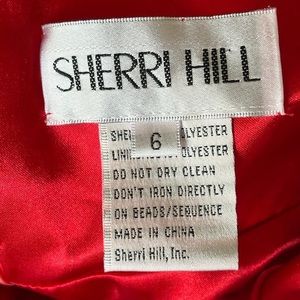 SHERRI HILL
6
POLYESTER
DO NOT DRY CLEAN
DON'T IRON DIRECTLY
ON BEADS/SEQUENCE
MADE IN CHINA
Sherri Hill, Inc.